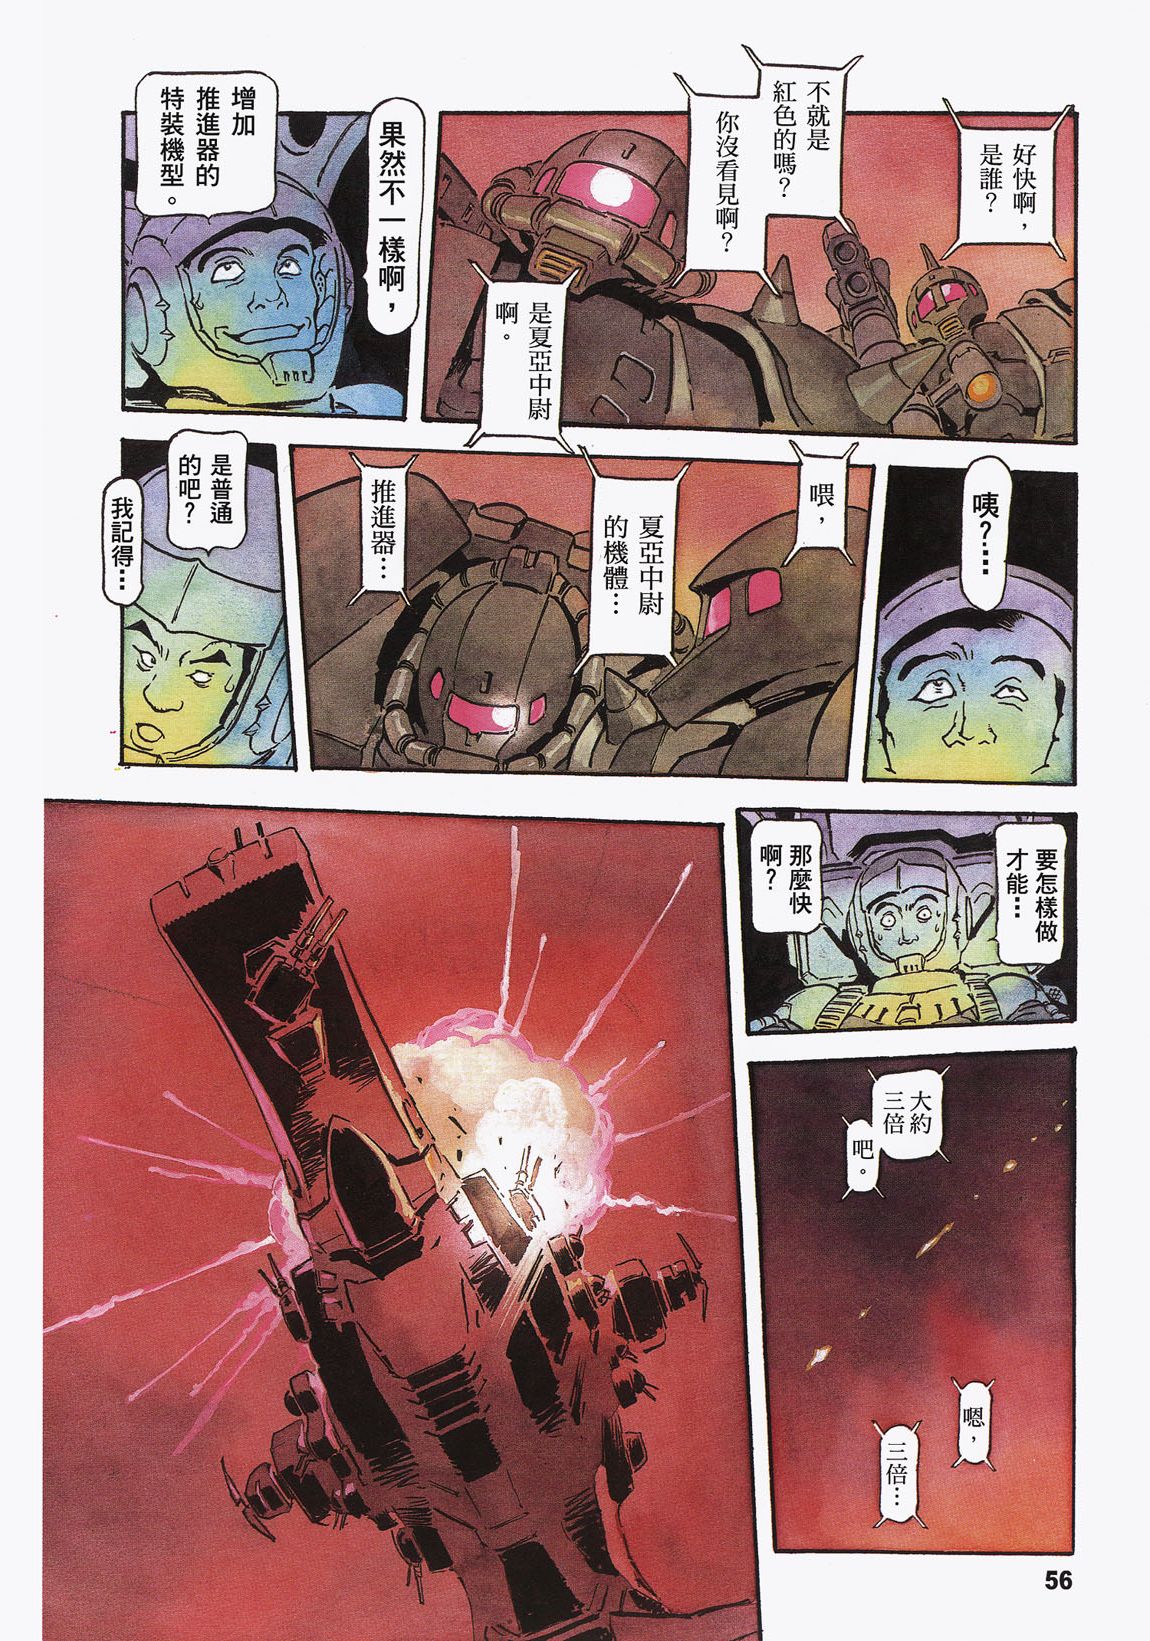 好快啊，
是誰？
不就是
紅色的嗎？
你沒看見啊？
是夏亞中尉
啊。
果然不一樣啊，
增加
推進器的
特裝機型。
咦？……
喂，
夏亞中尉
的機體…
推進器…
是普通
的吧？
我記得…
要怎樣做
才能…
那麼快
啊？
大約
三倍
吧。
嗯，
三倍…
56